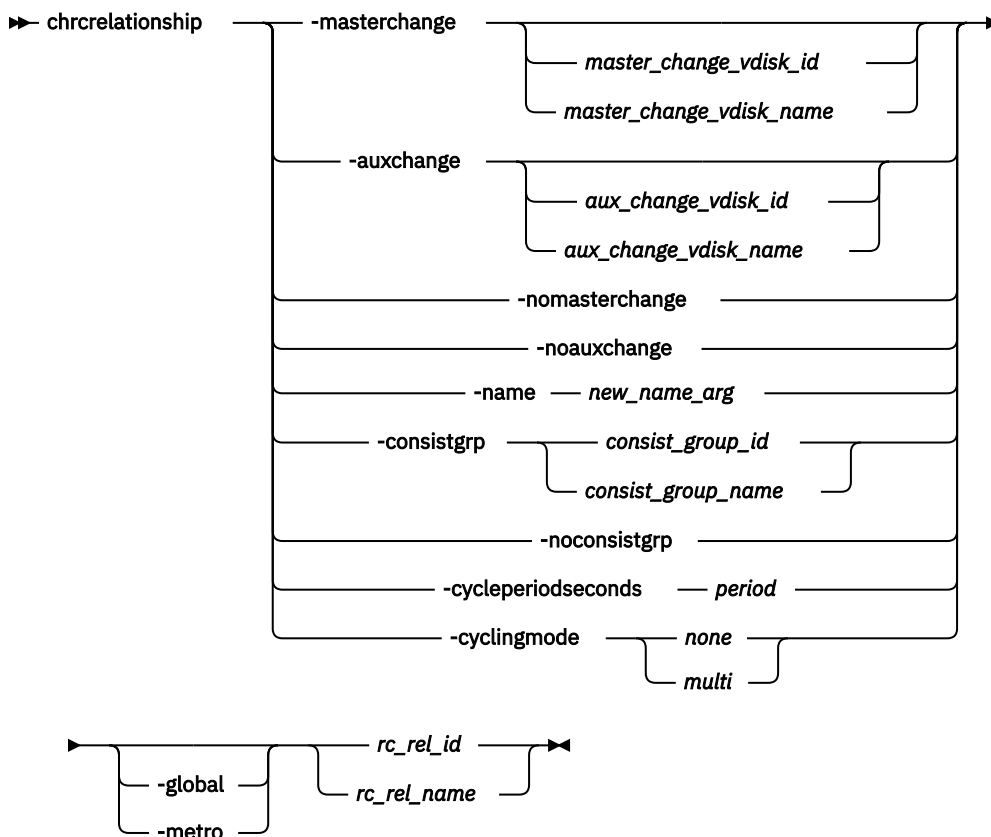 chrcrelationship -masterchange
master_change_vdisk_id
master_change_vdisk_name
-auxchange
aux_change_vdisk_id
aux_change_vdisk_name
-nomasterchange
-noauxchange
-name new_name_arg
-consistgrp consist_group_id
consist_group_name
-noconsistgrp
-cycleperiodseconds period
-cyclingmode none
multi
rc_rel_id
-global
rc_rel_name
-metro